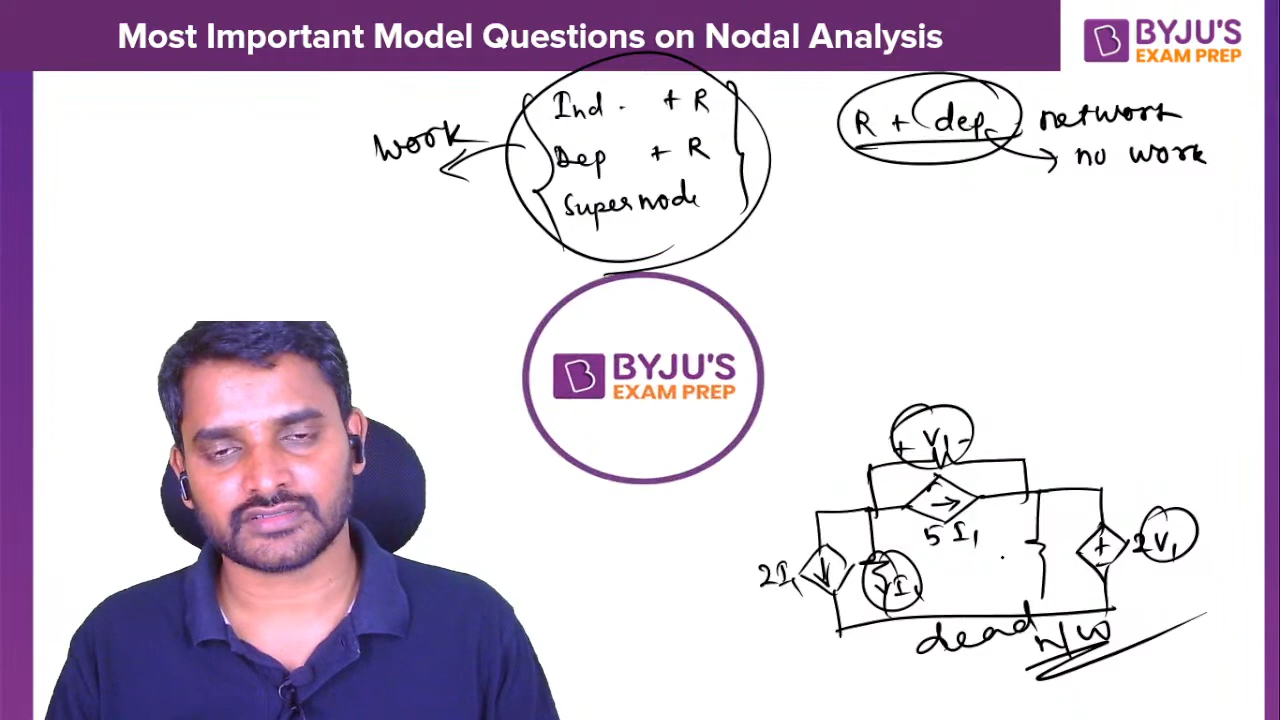 Most Important Model Questions on Nodal Analysis
BYJU'S
EXAM PREP
Ind. + R
Dep + R
Supernode
work
R + dep. network
no work
BYJU'S
EXAM PREP
+ V₁ -
5I₁
2I₁
I₁
+
2V₁
dead n/w